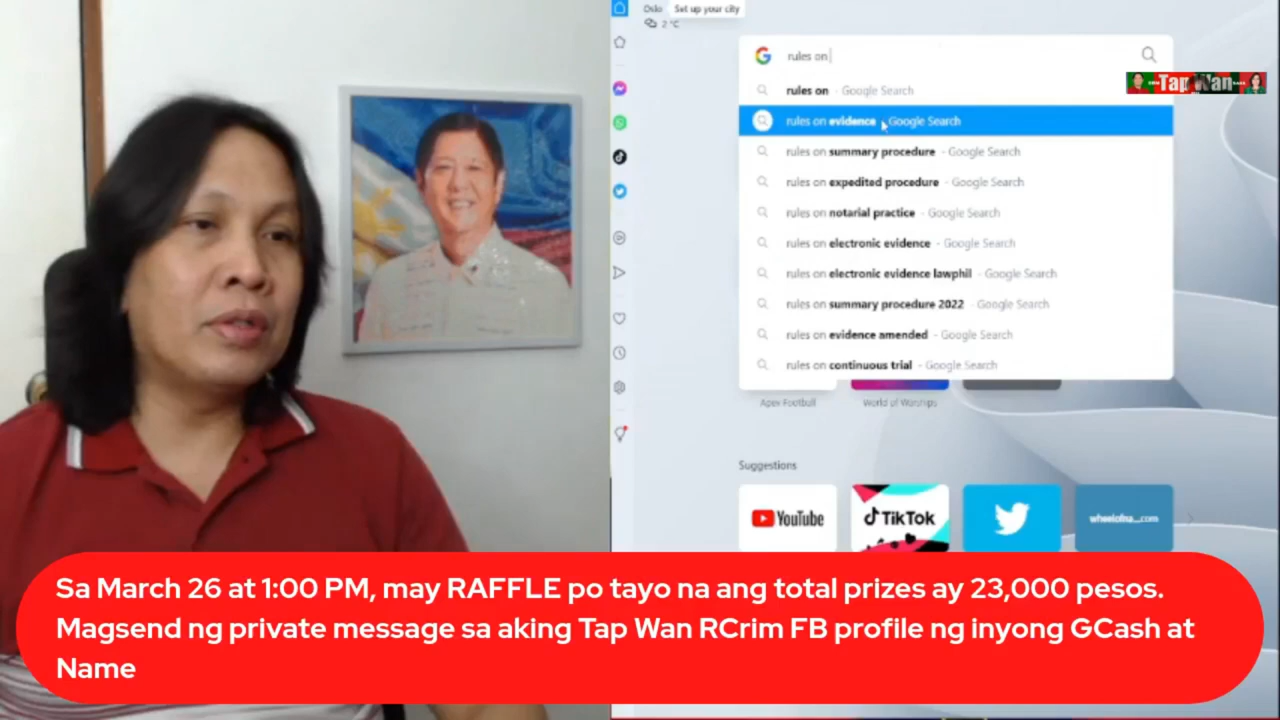 Oslo
Set up your city
2 °C
rules on
rules on - Google Search
rules on evidence - Google Search
rules on summary procedure - Google Search
rules on expedited procedure - Google Search
rules on notarial practice - Google Search
rules on electronic evidence - Google Search
rules on electronic evidence lawphil - Google Search
rules on summary procedure 2022 - Google Search
rules on evidence amended - Google Search
rules on continuous trial - Google Search
Tap Wan
Apex Football
World of Warships
Suggestions
YouTube
TikTok
wheelofna...com
Sa March 26 at 1:00 PM, may RAFFLE po tayo na ang total prizes ay 23,000 pesos.
Magsend ng private message sa aking Tap Wan RCrim FB profile ng inyong GCash at
Name